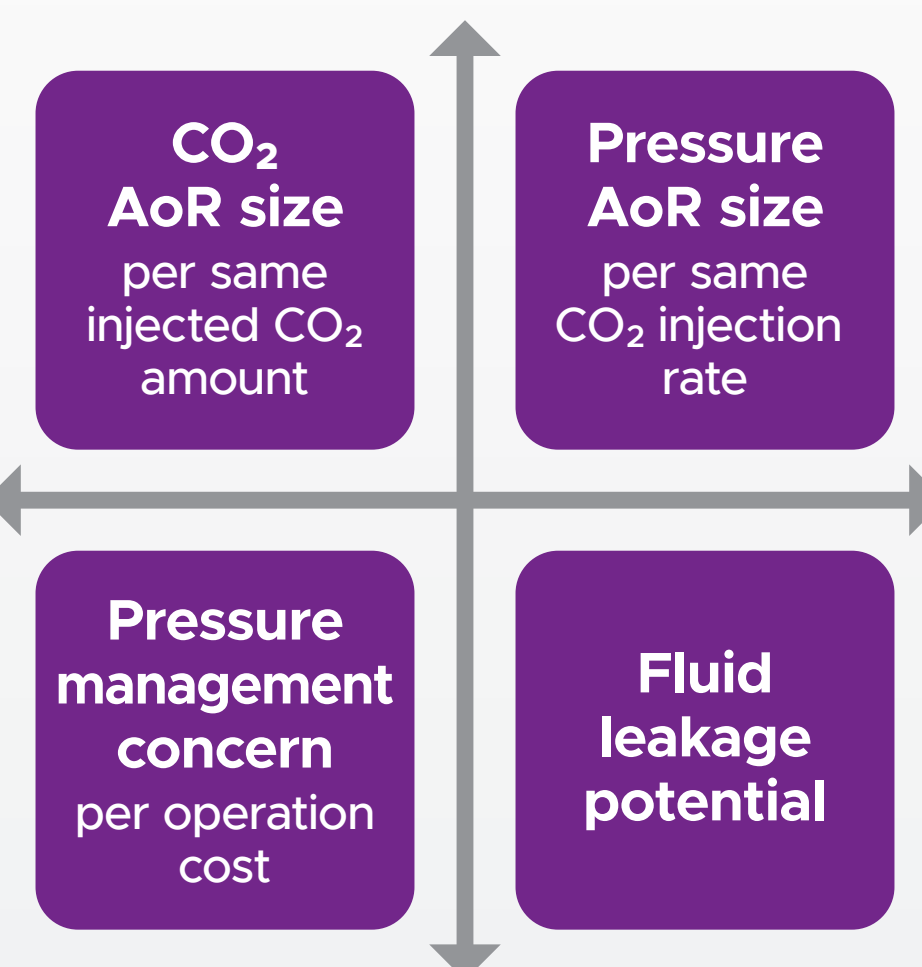 CO₂
AoR size
per same
injected CO₂
amount
Pressure
AoR size
per same
CO₂ injection
rate
Pressure
management
concern
per operation
cost
Fluid
leakage
potential